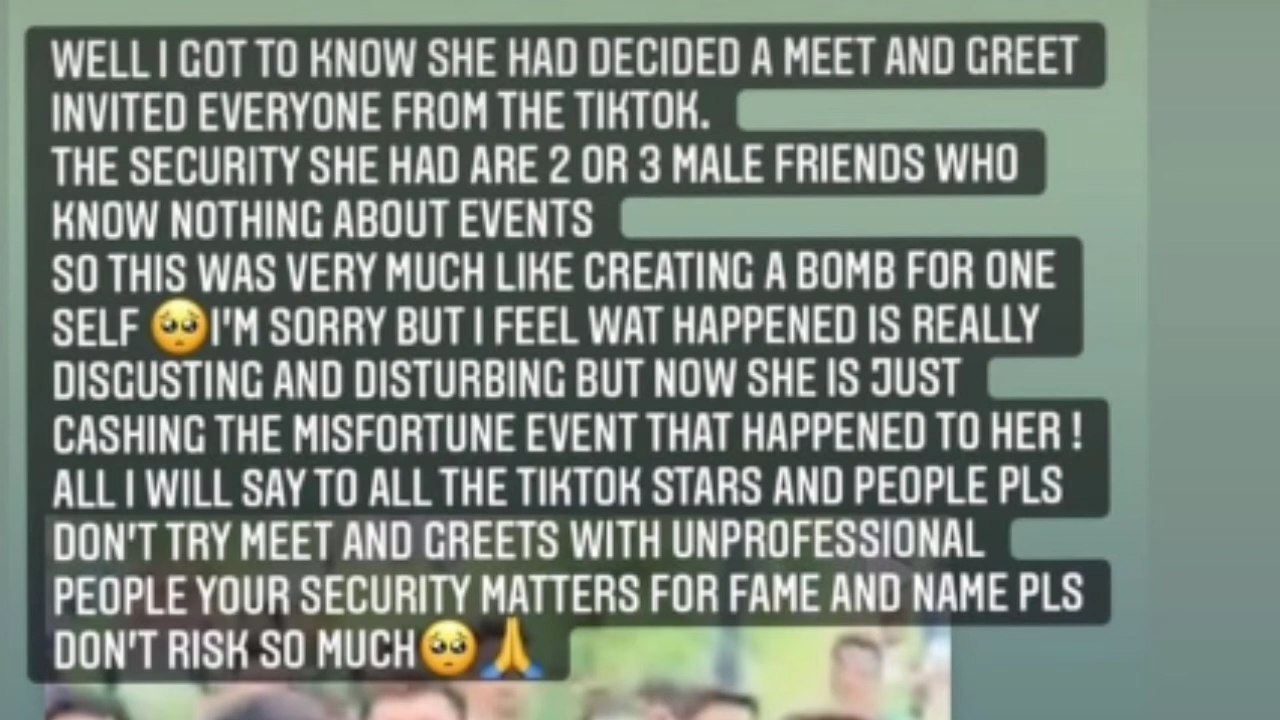 WELL I GOT TO KNOW SHE HAD DECIDED A MEET AND GREET
INVITED EVERYONE FROM THE TIKTOK.
THE SECURITY SHE HAD ARE 2 OR 3 MALE FRIENDS WHO
KNOW NOTHING ABOUT EVENTS
SO THIS WAS VERY MUCH LIKE CREATING A BOMB FOR ONE
SELF 🥺I'M SORRY BUT I FEEL WAT HAPPENED IS REALLY
DISGUSTING AND DISTURBING BUT NOW SHE IS JUST
CASHING THE MISFORTUNE EVENT THAT HAPPENED TO HER !
ALL I WILL SAY TO ALL THE TIKTOK STARS AND PEOPLE PLS
DON'T TRY MEET AND GREETS WITH UNPROFESSIONAL
PEOPLE YOUR SECURITY MATTERS FOR FAME AND NAME PLS
DON'T RISK SO MUCH🥺🙏